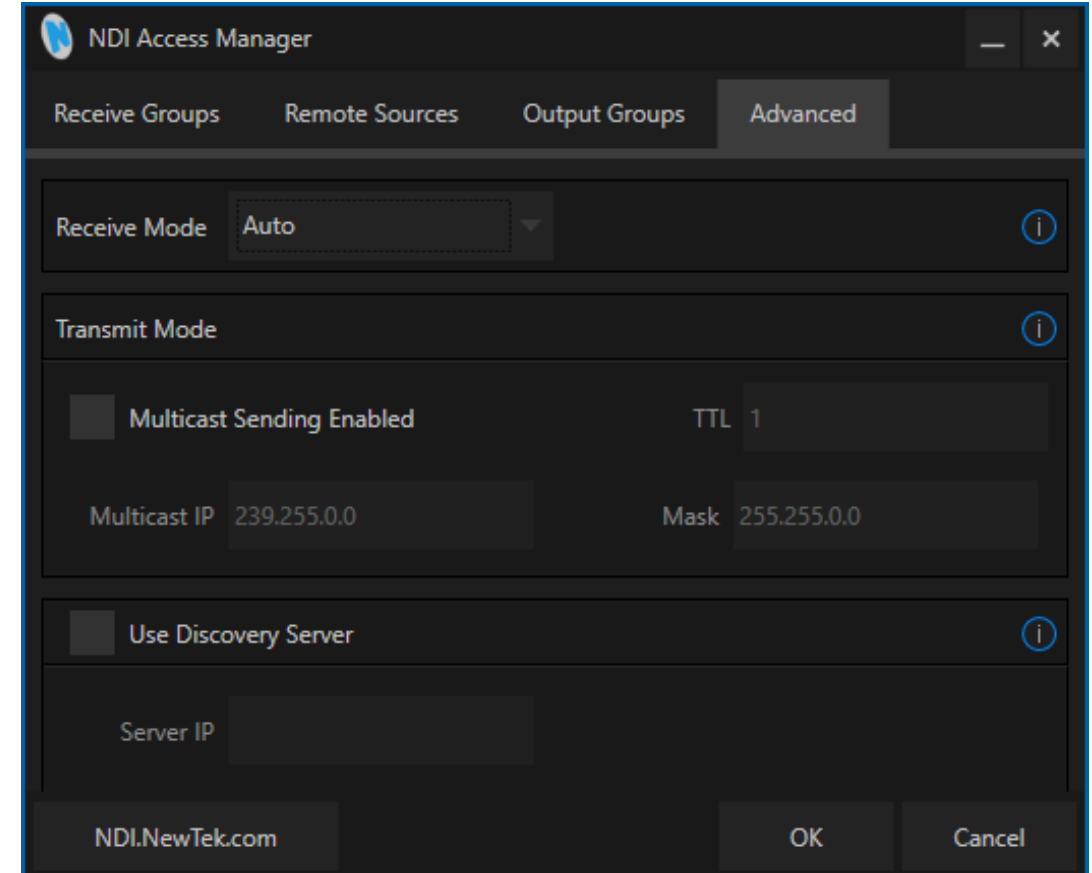 NDI Access Manager
Receive Groups Remote Sources Output Groups Advanced
Receive Mode Auto
Transmit Mode
Multicast Sending Enabled TTL 1
Multicast IP 239.255.0.0 Mask 255.255.0.0
Use Discovery Server
Server IP
NDI.NewTek.com OK Cancel